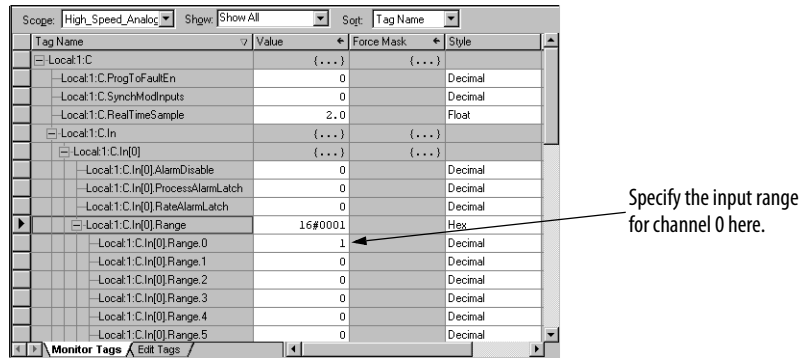 Scope: High_Speed_Analog Show: Show All Sort: Tag Name
Tag Name Value Force Mask Style
Local:1:C {...} {...}
Local:1:C.ProgToFaultEn 0 Decimal
Local:1:C.SynchModInputs 0 Decimal
Local:1:C.RealTimeSample 2.0 Float
Local:1:C.In {...} {...}
Local:1:C.In[0] {...} {...}
Local:1:C.In[0].AlarmDisable 0 Decimal
Local:1:C.In[0].ProcessAlarmLatch 0 Decimal
Local:1:C.In[0].RateAlarmLatch 0 Decimal
Local:1:C.In[0].Range 16#0001 Hex
Local:1:C.In[0].Range.0 1 Decimal
Local:1:C.In[0].Range.1 0 Decimal
Local:1:C.In[0].Range.2 0 Decimal
Local:1:C.In[0].Range.3 0 Decimal
Local:1:C.In[0].Range.4 0 Decimal
Local:1:C.In[0].Range.5 0 Decimal
Monitor Tags Edit Tags
Specify the input range
for channel 0 here.